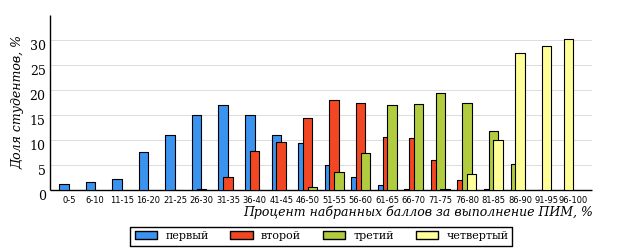 Доля студентов, %
30
25
20
15
10
5
0
0-5 6-10 11-15 16-20 21-25 26-30 31-35 36-40 41-45 46-50 51-55 56-60 61-65 66-70 71-75 76-80 81-85 86-90 91-95 96-100
Процент набранных баллов за выполнение ПИМ, %
первый второй третий четвертый